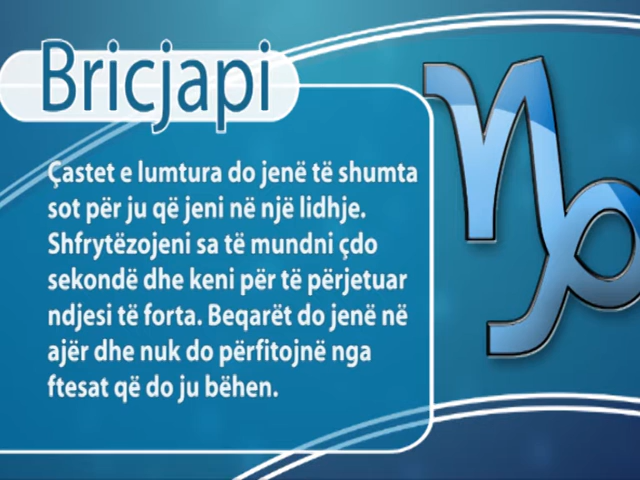 Bricjapi
Çastet e lumtura do jenë të shumta
sot për ju që jeni në një lidhje.
Shfrytëzojeni sa të mundni çdo
sekondë dhe keni për të përjetuar
ndjesi të forta. Beqarët do jenë në
ajër dhe nuk do përfitojnë nga
ftesat që do ju bëhen.